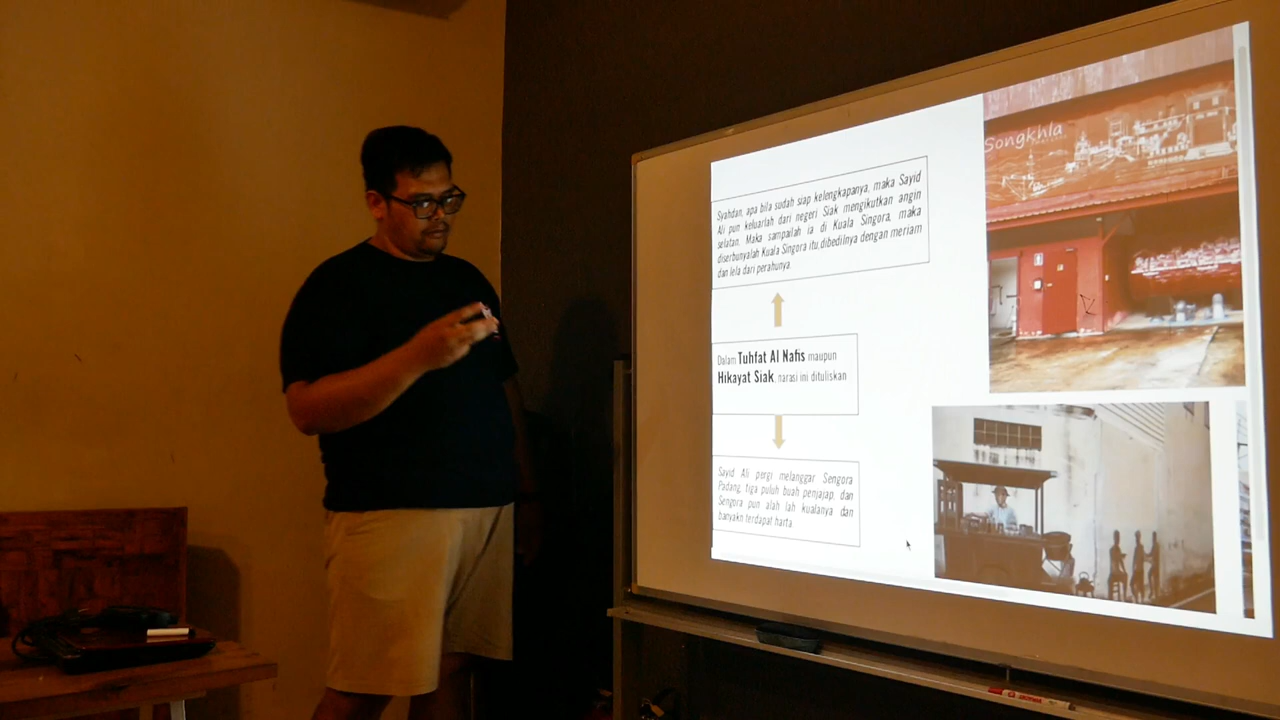 Syahdan, apa bila sudah siap kelengkapanya, maka Sayid
Ali pun keluarlah dari negeri Siak mengikutkan angin
selatan. Maka sampailah ia di Kuala Singora, maka
diserbunyalah Kuala Singora itu,dibedilnya dengan meriam
dan lela dari perahunya
Dalam Tuhfat Al Nafis maupun
Hikayat Siak, narasi ini dituliskan
Sayid Ali pergi melanggar Sengora
Padang, tiga puluh buah penjajap, dan
Sengora pun alah lah kualanya dan
banyakn terdapat harta
Songkhla